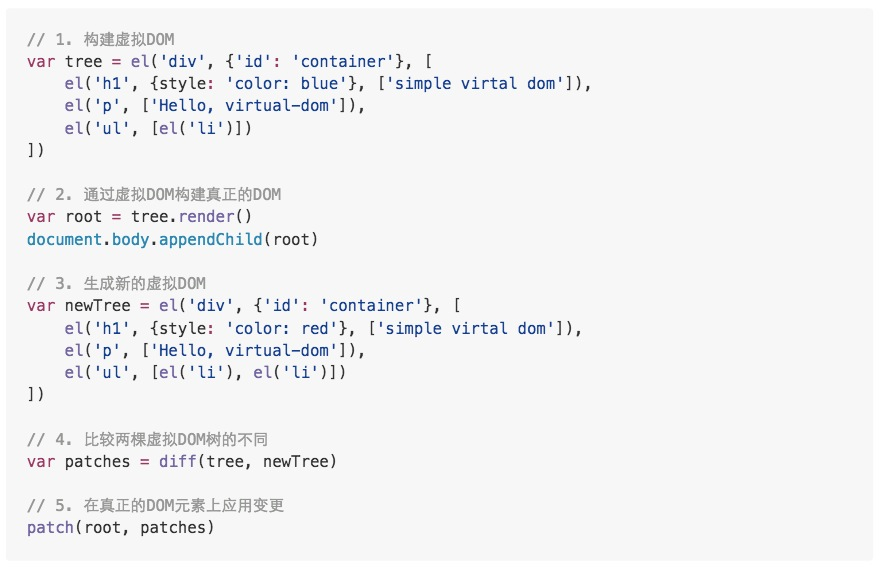 // 1. 构建虚拟DOM
var tree = el('div', {'id': 'container'}, [
    el('h1', {style: 'color: blue'}, ['simple virtal dom']),
    el('p', ['Hello, virtual-dom']),
    el('ul', [el('li')])
])

// 2. 通过虚拟DOM构建真正的DOM
var root = tree.render()
document.body.appendChild(root)

// 3. 生成新的虚拟DOM
var newTree = el('div', {'id': 'container'}, [
    el('h1', {style: 'color: red'}, ['simple virtal dom']),
    el('p', ['Hello, virtual-dom']),
    el('ul', [el('li'), el('li')])
])

// 4. 比较两棵虚拟DOM树的不同
var patches = diff(tree, newTree)

// 5. 在真正的DOM元素上应用变更
patch(root, patches)